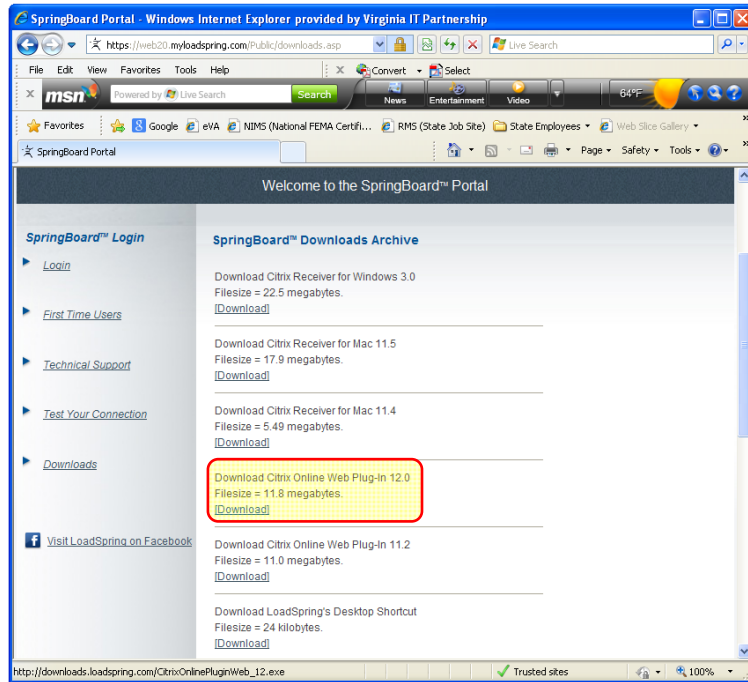 SpringBoard Portal - Windows Internet Explorer provided by Virginia IT Partnership
https://web20.myloadspring.com/Public/downloads.asp
Live Search
File Edit View Favorites Tools Help
X Convert Select
x msn Powered by Live Search Search News Entertainment Video 64°F
Favorites Google eVA NIMS (National FEMA Certifi... RMS (State Job Site) State Employees Web Slice Gallery
SpringBoard Portal
Page Safety Tools
Welcome to the SpringBoard™ Portal
SpringBoard™ Login
Login
First Time Users
Technical Support
Test Your Connection
Downloads
Visit LoadSpring on Facebook
SpringBoard™ Downloads Archive
Download Citrix Receiver for Windows 3.0
Filesize = 22.5 megabytes.
[Download]
Download Citrix Receiver for Mac 11.5
Filesize = 17.9 megabytes.
[Download]
Download Citrix Receiver for Mac 11.4
Filesize = 5.49 megabytes.
[Download]
Download Citrix Online Web Plug-In 12.0
Filesize = 11.8 megabytes.
[Download]
Download Citrix Online Web Plug-In 11.2
Filesize = 11.0 megabytes.
[Download]
Download LoadSpring's Desktop Shortcut
Filesize = 24 kilobytes.
[Download]
http://downloads.loadspring.com/CitrixOnlinePluginWeb_12.exe
Trusted sites
100%